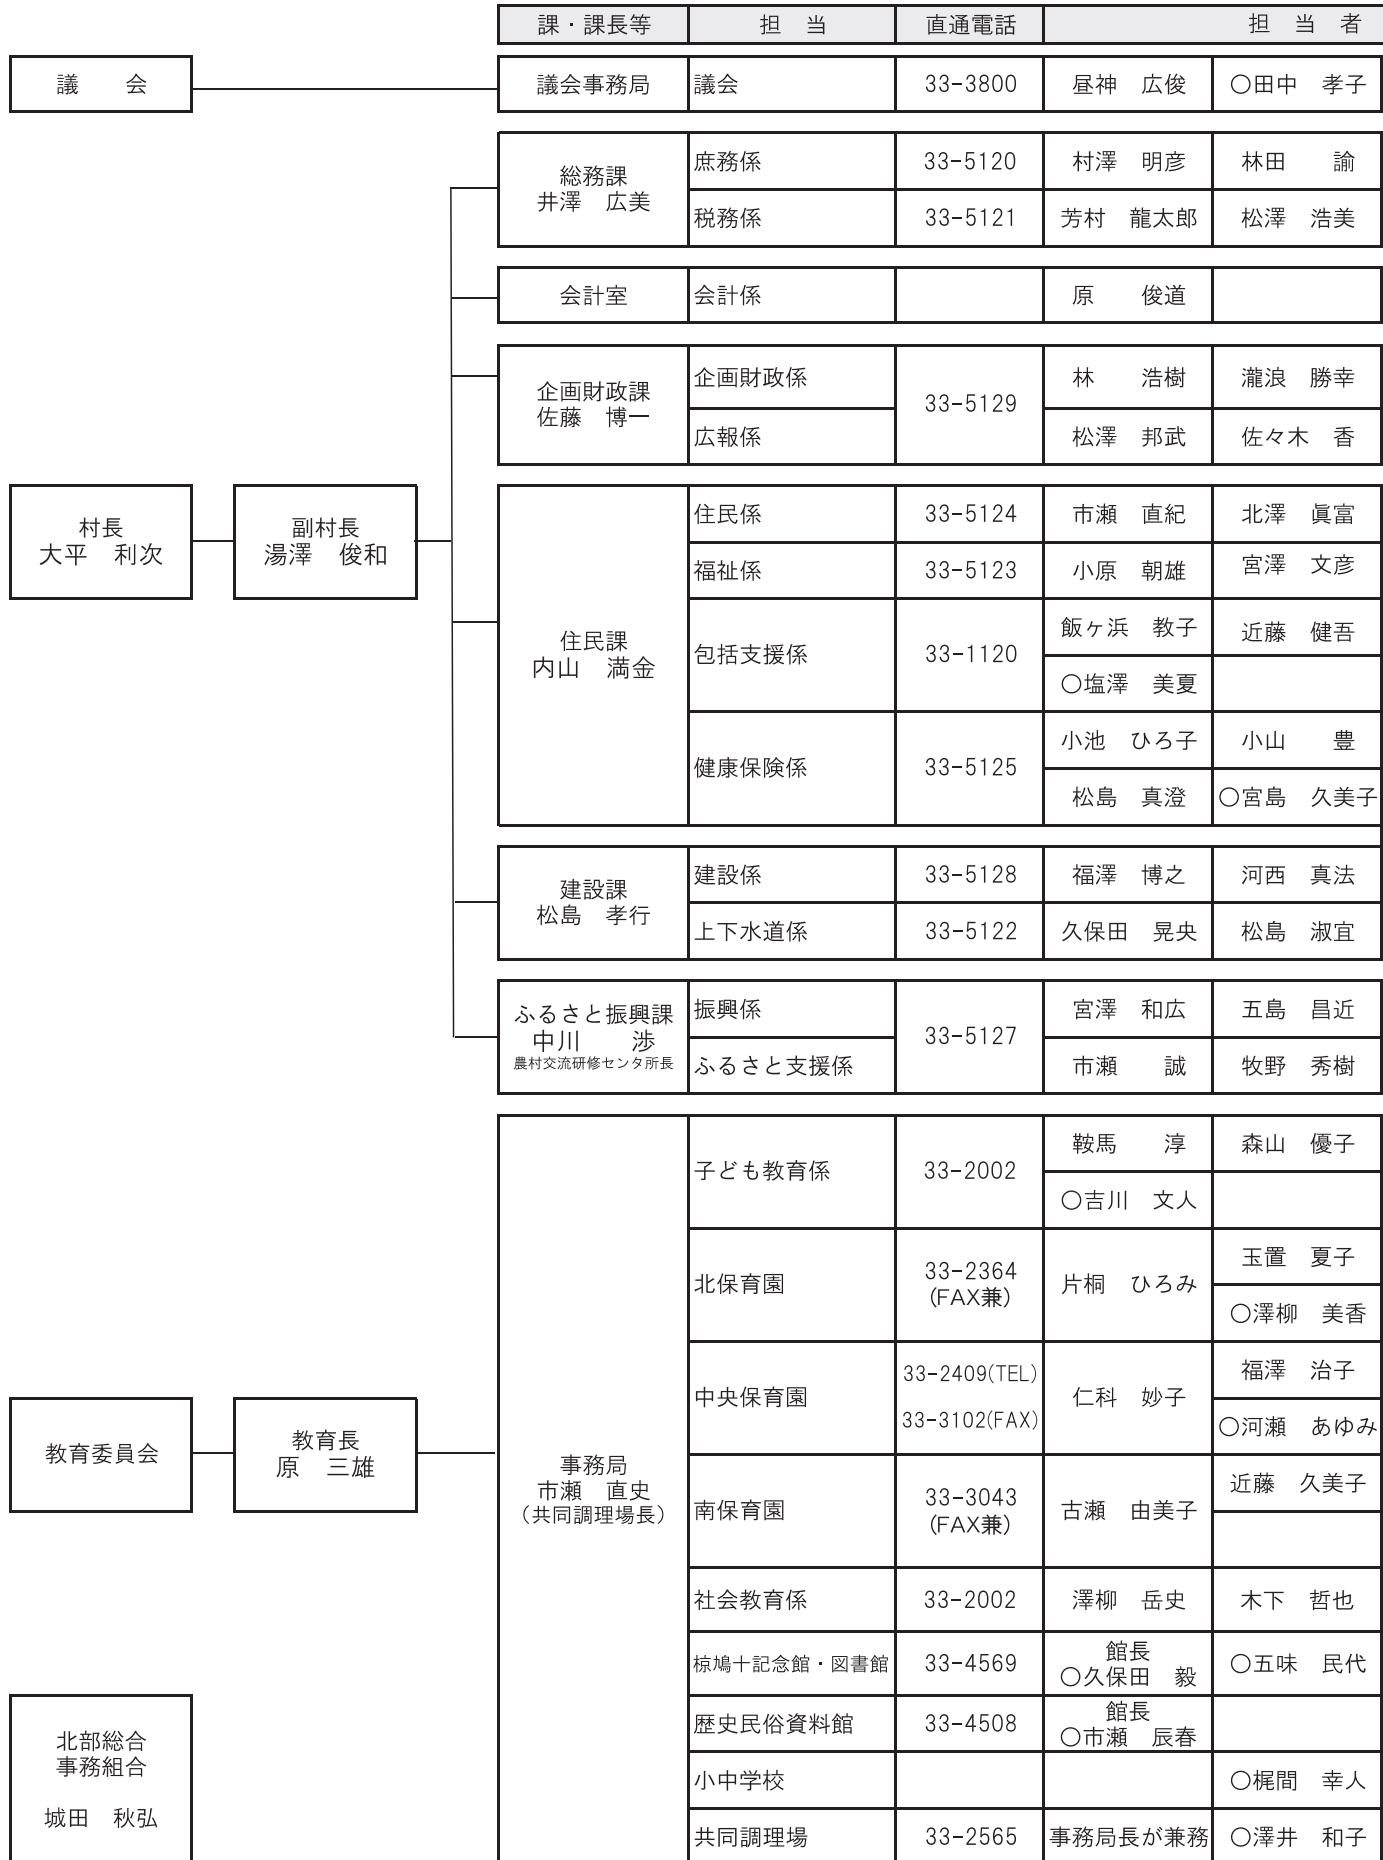 課・課長等　担　当　直通電話　担　当　者
議　　会　議会事務局　議会　33-3800　昼神　広俊　〇田中　孝子
総務課
井澤　広美
庶務係　33-5120　村澤　明彦　林田　　諭
税務係　33-5121　芳村　龍太郎　松澤　浩美
会計室　会計係　原　　俊道
企画財政課
佐藤　博一
企画財政係　33-5129　林　　浩樹　瀧浪　勝幸
広報係　松澤　邦武　佐々木　香
村長
大平　利次
副村長
湯澤　俊和
住民課
内山　満金
住民係　33-5124　市瀬　直紀　北澤　眞富
福祉係　33-5123　小原　朝雄　宮澤　文彦
包括支援係　33-1120　飯ヶ浜　教子　近藤　健吾
〇塩澤　美夏
健康保険係　33-5125　小池　ひろ子　小山　　豊
松島　真澄　〇宮島　久美子
建設課
松島　孝行
建設係　33-5128　福澤　博之　河西　真法
上下水道係　33-5122　久保田　晃央　松島　淑宜
ふるさと振興課
中川　　渉
農村交流研修センタ所長
振興係　33-5127　宮澤　和広　五島　昌近
ふるさと支援係　市瀬　　誠　牧野　秀樹
教育委員会
教育長
原　三雄
事務局
市瀬　直史
（共同調理場長）
子ども教育係　33-2002　鞍馬　　淳　森山　優子
〇吉川　文人
北保育園　33-2364
(FAX兼)
片桐　ひろみ　玉置　夏子
〇澤柳　美香
中央保育園　33-2409(TEL)
33-3102(FAX)
仁科　妙子　福澤　治子
〇河瀬　あゆみ
南保育園　33-3043
(FAX兼)
古瀬　由美子　近藤　久美子
社会教育係　33-2002　澤柳　岳史　木下　哲也
椋鳩十記念館・図書館　33-4569　館長
〇久保田　毅　〇五味　民代
歴史民俗資料館　33-4508　館長
〇市瀬　辰春
小中学校　〇梶間　幸人
共同調理場　33-2565　事務局長が兼務　〇澤井　和子
北部総合
事務組合
城田　秋弘